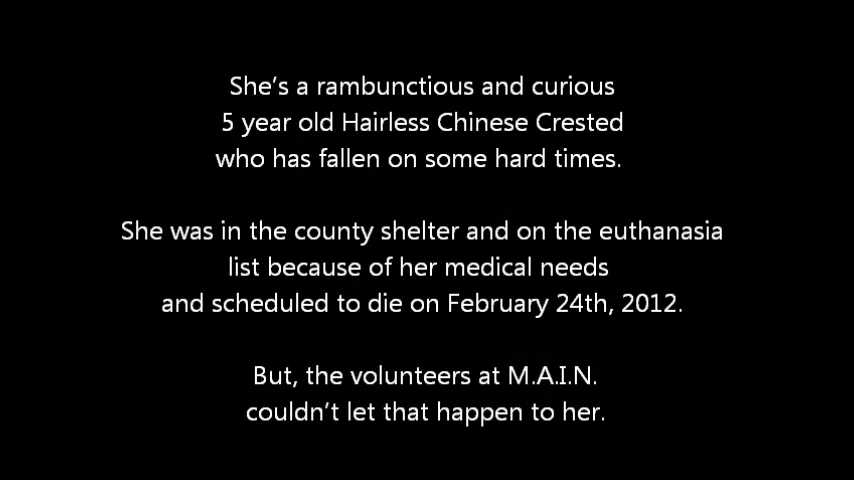 She’s a rambunctious and curious
5 year old Hairless Chinese Crested
who has fallen on some hard times.
She was in the county shelter and on the euthanasia
list because of her medical needs
and scheduled to die on February 24th, 2012.
But, the volunteers at M.A.I.N.
couldn’t let that happen to her.